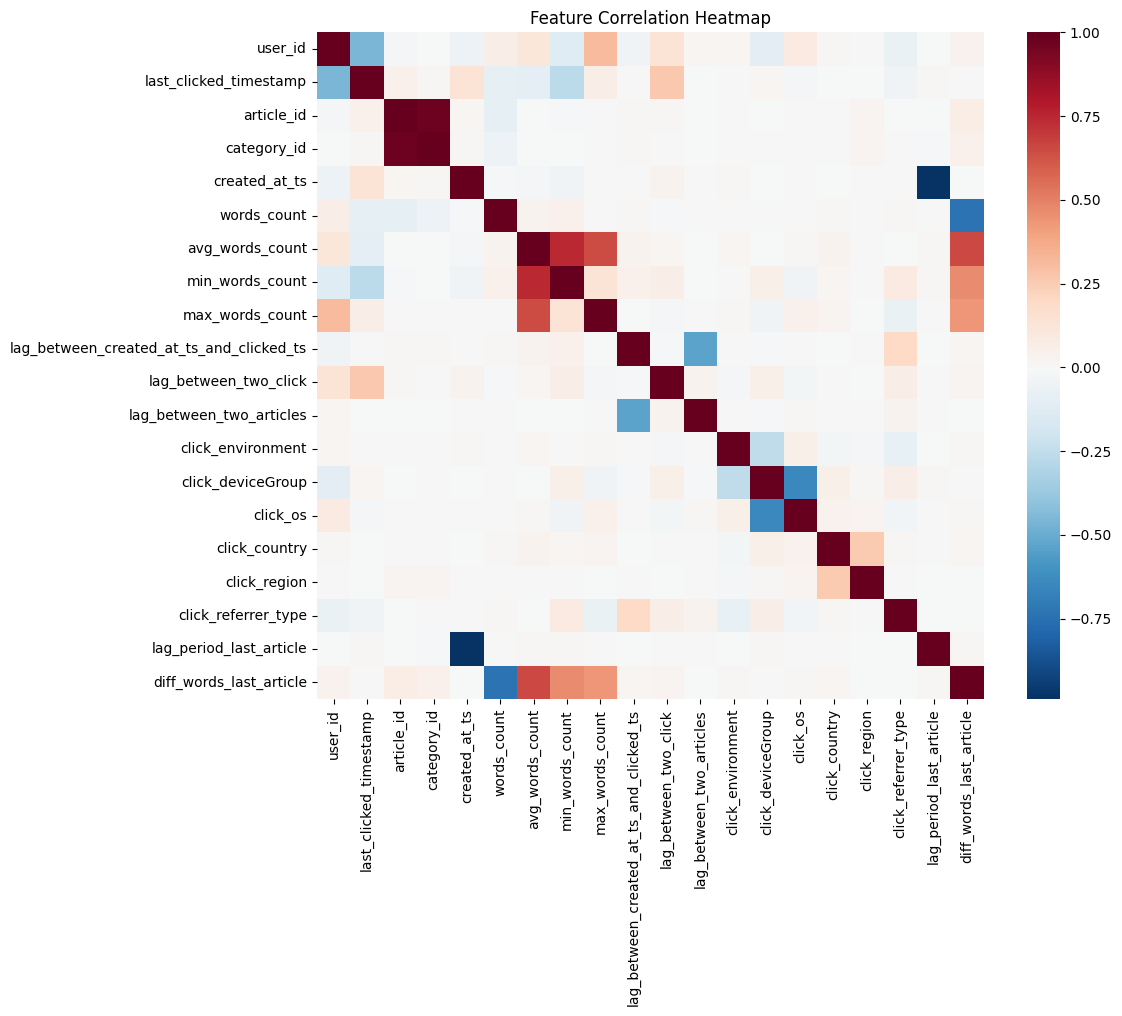 Feature Correlation Heatmap
user_id
last_clicked_timestamp
article_id
category_id
created_at_ts
words_count
avg_words_count
min_words_count
max_words_count
lag_between_created_at_ts_and_clicked_ts
lag_between_two_click
lag_between_two_articles
click_environment
click_deviceGroup
click_os
click_country
click_region
click_referrer_type
lag_period_last_article
diff_words_last_article
user_id
last_clicked_timestamp
article_id
category_id
created_at_ts
words_count
avg_words_count
min_words_count
max_words_count
lag_between_created_at_ts_and_clicked_ts
lag_between_two_click
lag_between_two_articles
click_environment
click_deviceGroup
click_os
click_country
click_region
click_referrer_type
lag_period_last_article
diff_words_last_article
1.00
0.75
0.50
0.25
0.00
−0.25
−0.50
−0.75